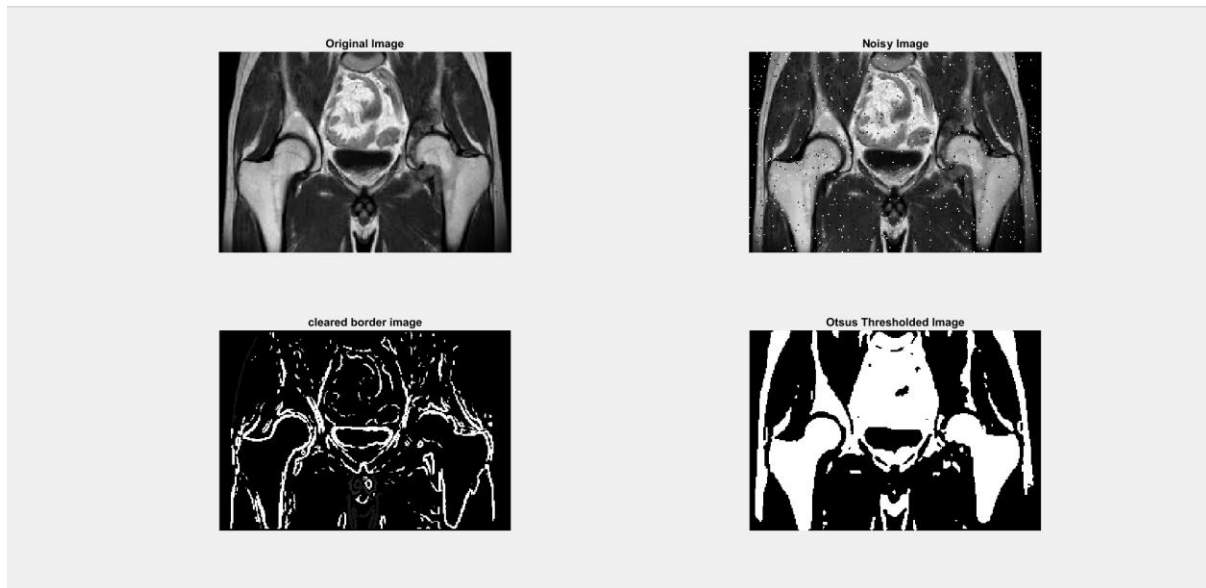 Original Image
Noisy Image
cleared border image
Otsus Thresholded Image